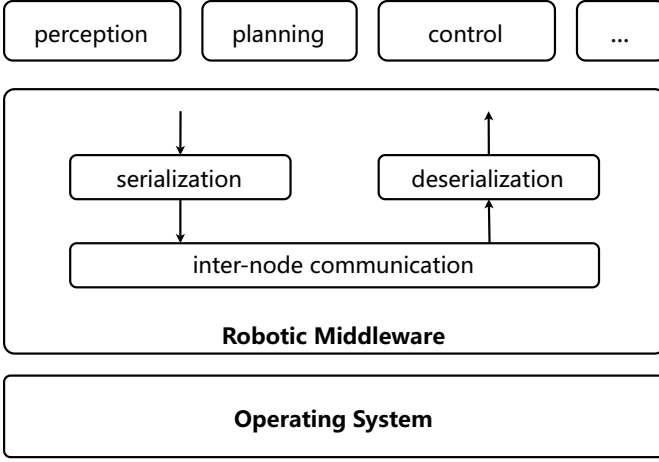 perception
planning
control
...
serialization
deserialization
inter-node communication
Robotic Middleware
Operating System